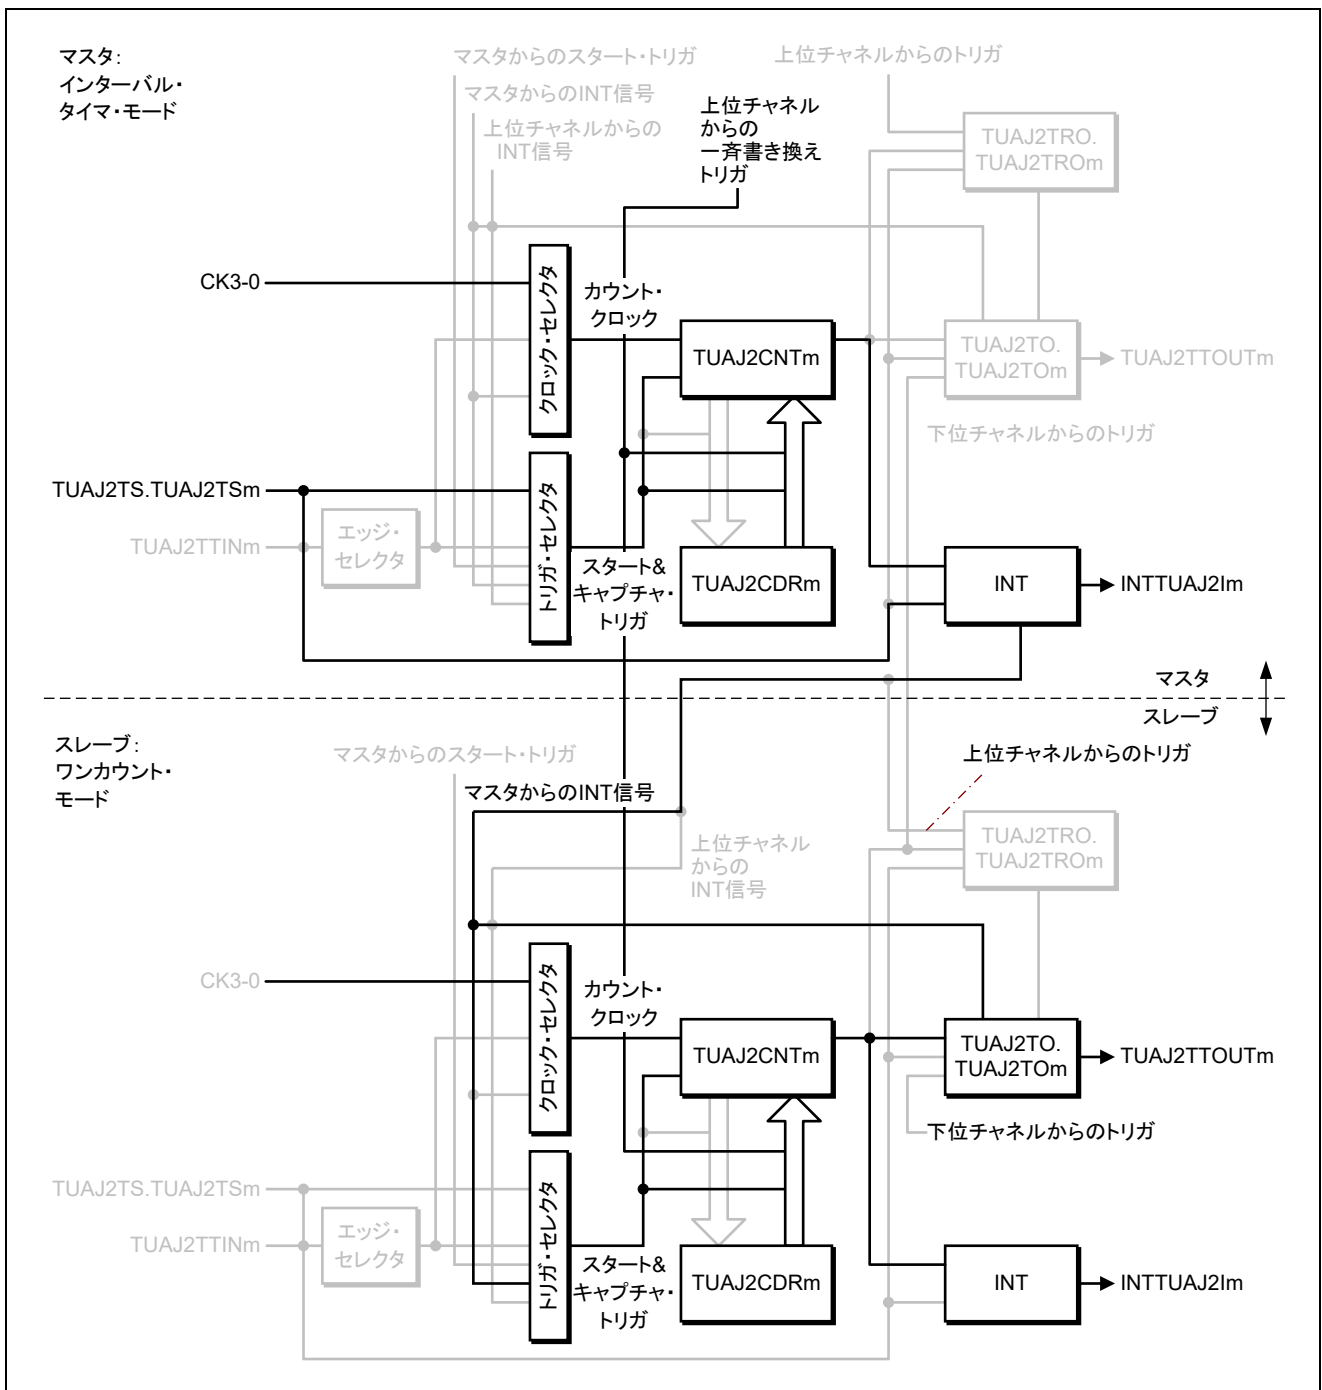 マスタ：
インターバル・
タイマ・モード
マスタからのスタート・トリガ
マスタからのINT信号
上位チャネルからの
INT信号
上位チャネル
からの
一斉書き換え
トリガ
上位チャネルからのトリガ
TUAJ2TRO.
TUAJ2TROm
CK3-0
クロック・セレクタ
カウント・
クロック
TUAJ2CNTm
TUAJ2TO.
TUAJ2TOm
TUAJ2TTOUTm
下位チャネルからのトリガ
TUAJ2TS.TUAJ2TSm
TUAJ2TTINm
エッジ・
セレクタ
トリガ・セレクタ
スタート&
キャプチャ・
トリガ
TUAJ2CDRm
INT
INTTUAJ2Im
マスタ
スレーブ
スレーブ：
ワンカウント・
モード
マスタからのスタート・トリガ
マスタからのINT信号
上位チャネル
からの
INT信号
上位チャネルからのトリガ
TUAJ2TRO.
TUAJ2TROm
CK3-0
クロック・セレクタ
カウント・
クロック
TUAJ2CNTm
TUAJ2TO.
TUAJ2TOm
TUAJ2TTOUTm
下位チャネルからのトリガ
TUAJ2TS.TUAJ2TSm
TUAJ2TTINm
エッジ・
セレクタ
トリガ・セレクタ
スタート&
キャプチャ・
トリガ
TUAJ2CDRm
INT
INTTUAJ2Im